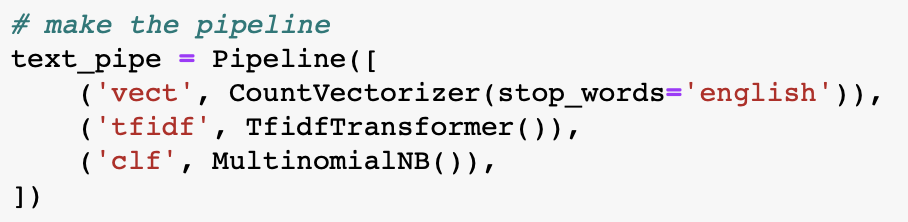 # make the pipeline
text_pipe = Pipeline([
    ('vect', CountVectorizer(stop_words='english')),
    ('tfidf', TfidfTransformer()),
    ('clf', MultinomialNB()),
])